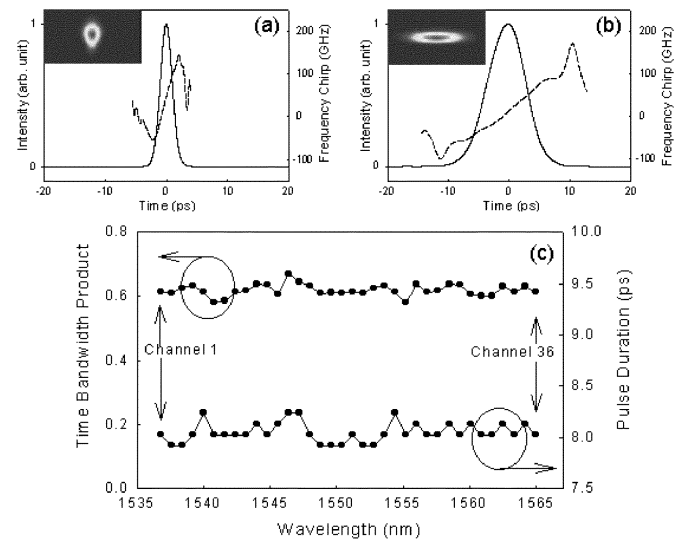 (a)
1
0
Intensity (arb. unit)
200
100
0
-100
Frequency Chirp (GHz)
-20 -10 0 10 20
Time (ps)
(b)
1
0
Intensity (arb. unit)
200
100
0
-100
Frequency Chirp (GHz)
-20 -10 0 10 20
Time (ps)
(c)
0.8
0.6
0.4
0.2
0.0
Time Bandwidth Product
Channel 1
Channel 36
10.0
9.5
9.0
8.5
8.0
7.5
Pulse Duration (ps)
1535 1540 1545 1550 1555 1560 1565
Wavelength (nm)